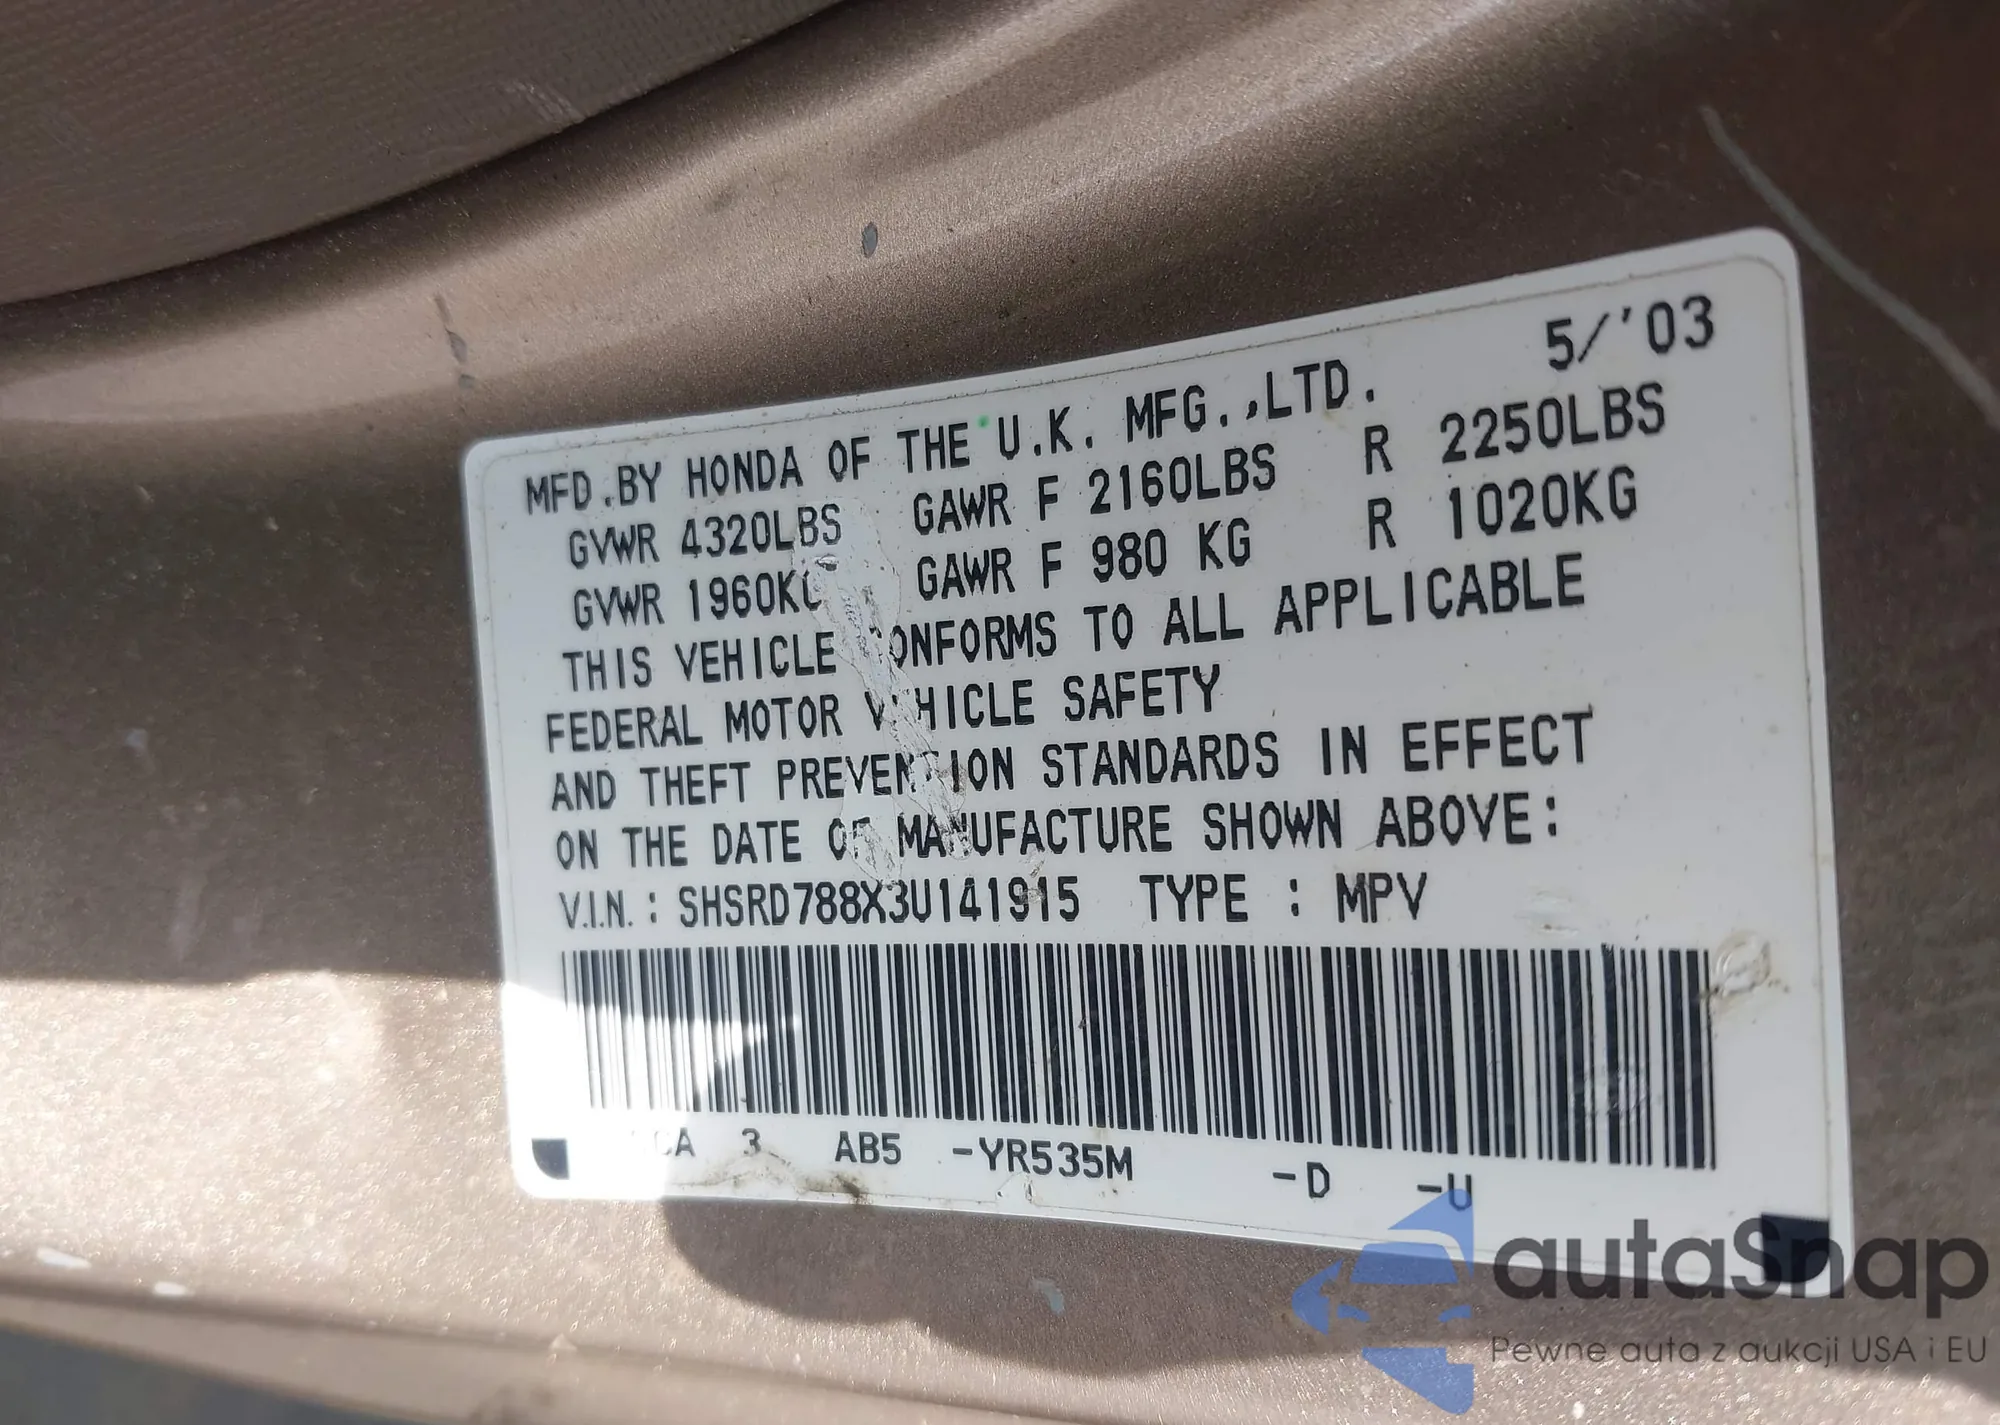 5/'03
MFD.BY HONDA OF THE U.K. MFG.,LTD.
GVWR 4320LBS GAWR F 2160LBS R 2250LBS
GVWR 1960KG GAWR F 980 KG R 1020KG
THIS VEHICLE CONFORMS TO ALL APPLICABLE
FEDERAL MOTOR VEHICLE SAFETY
AND THEFT PREVENTION STANDARDS IN EFFECT
ON THE DATE OF MANUFACTURE SHOWN ABOVE:
V.I.N.: SHSRD788X3U141915 TYPE : MPV
3 AB5 -YR535M -D -U
autaSnap
Pewne auta z aukcji USA i EU